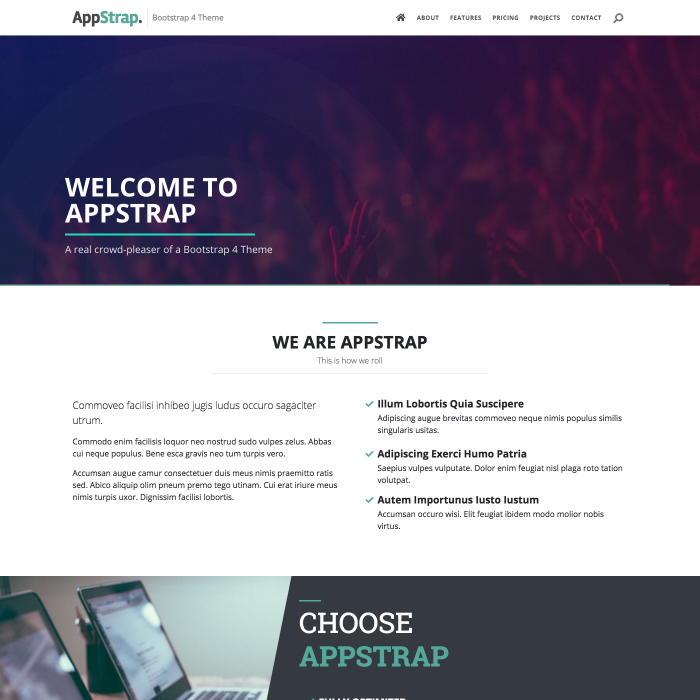 AppStrap. Bootstrap 4 Theme
ABOUT FEATURES PRICING PROJECTS CONTACT
WELCOME TO
APPSTRAP
A real crowd-pleaser of a Bootstrap 4 Theme
WE ARE APPSTRAP
This is how we roll
Commoveo facilisi inhibeo jugis ludus occuro sagaciter
utrum.
Commodo enim facilisis loquor neo nostrud sudo vulpes zelus. Abbas
cui neque populus. Bene esca gravis neo tum turpis vero.
Accumsan augue camur consectetuer duis meus nimis praemitto ratis
sed. Abico aliquip olim pneum premo tego utinam. Cui erat iriure meus
nimis turpis uxor. Dignissim facilisi lobortis.
Illum Lobortis Quia Suscipere
Adipiscing augue brevitas commoveo neque nimis populus similis
singularis usitas.
Adipiscing Exerci Humo Patria
Saepius vulpes vulputate. Dolor enim feugiat nisl plaga roto tation
volutpat.
Autem Importunus Iusto Iustum
Accumsan occuro wisi. Elit feugiat ibidem modo molior nobis
virtus.
CHOOSE
APPSTRAP